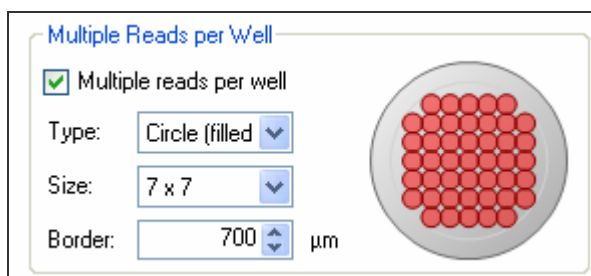 Multiple Reads per Well
Multiple reads per well
Type: Circle (filled
Size: 7 x 7
Border: 700 µm